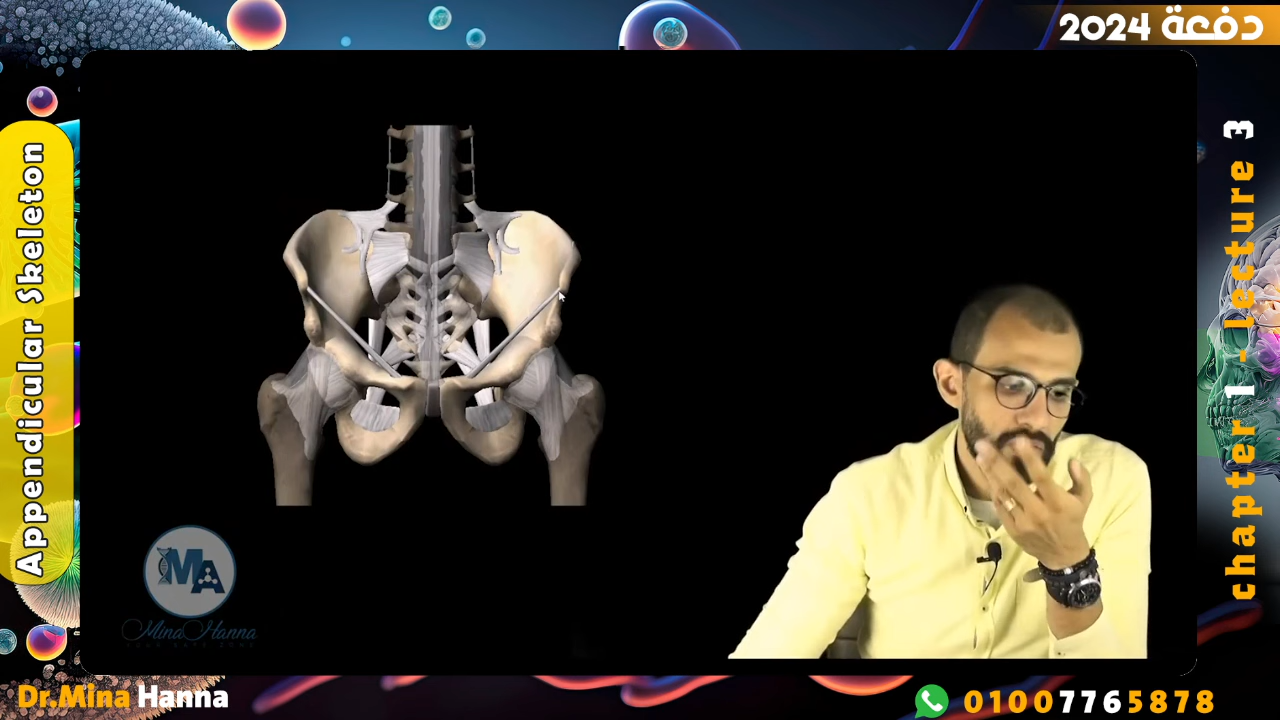 دفعة 2024
Appendicular Skeleton
chapter 1 - lecture 3
MA
Mina Hanna
Dr.Mina Hanna
01007765878